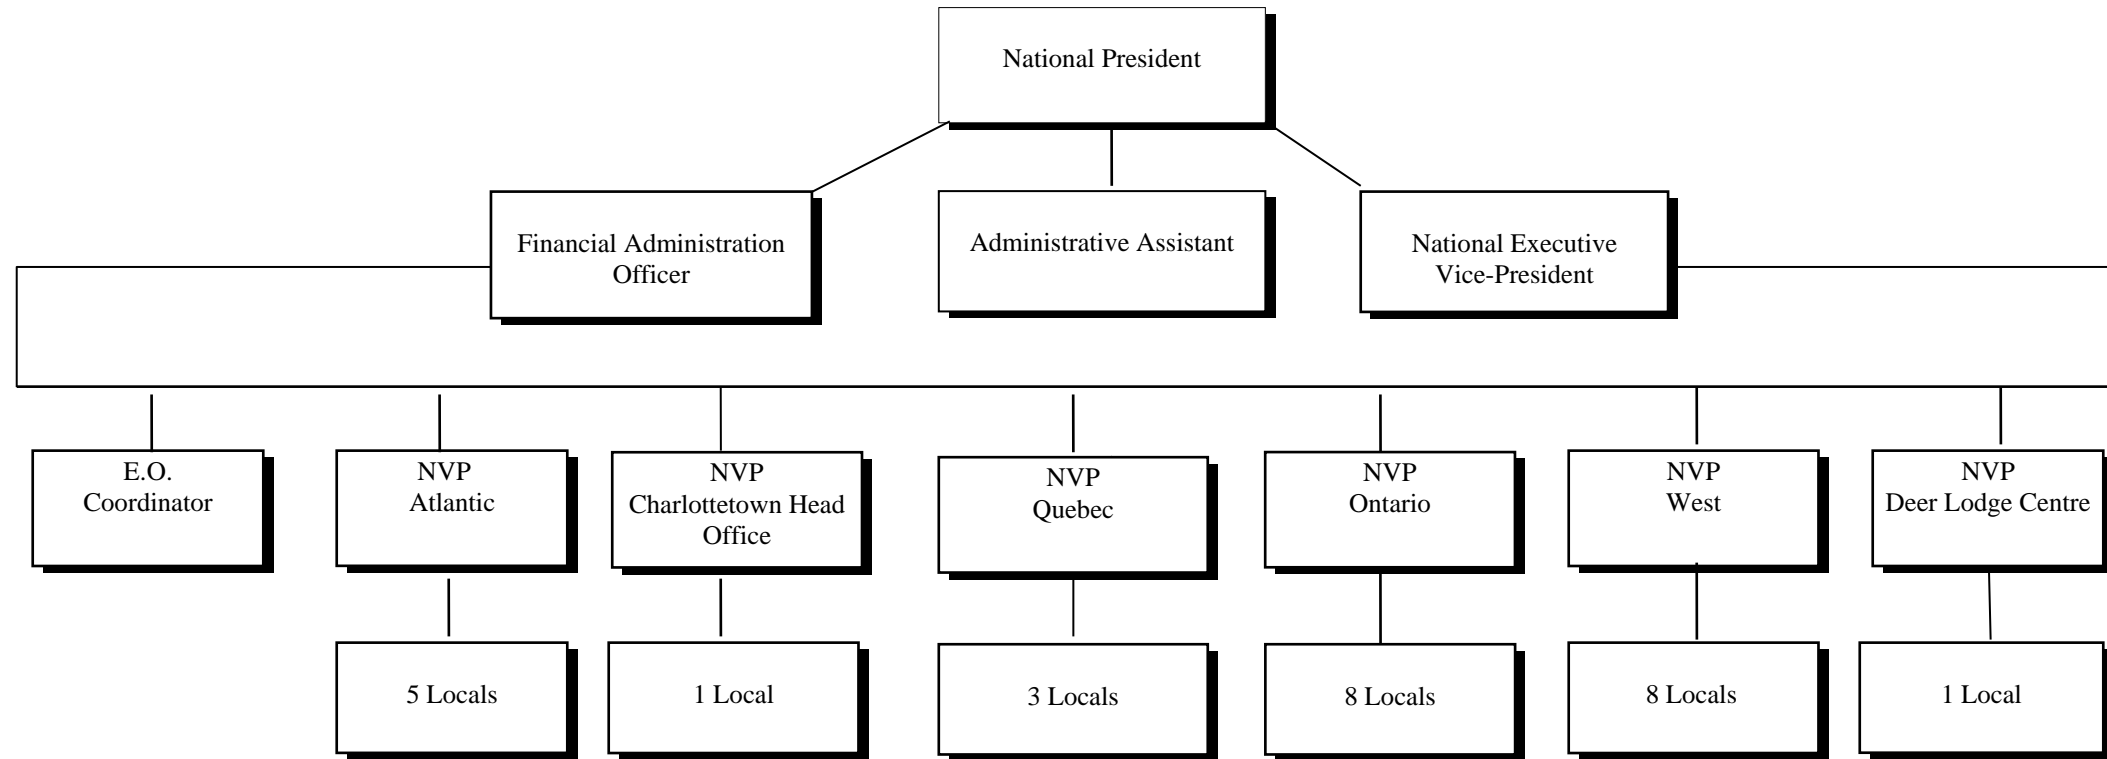 National President
Financial Administration
Officer
Administrative Assistant
National Executive
Vice-President
E.O.
Coordinator
NVP
Atlantic
NVP
Charlottetown Head
Office
NVP
Quebec
NVP
Ontario
NVP
West
NVP
Deer Lodge Centre
5 Locals
1 Local
3 Locals
8 Locals
8 Locals
1 Local